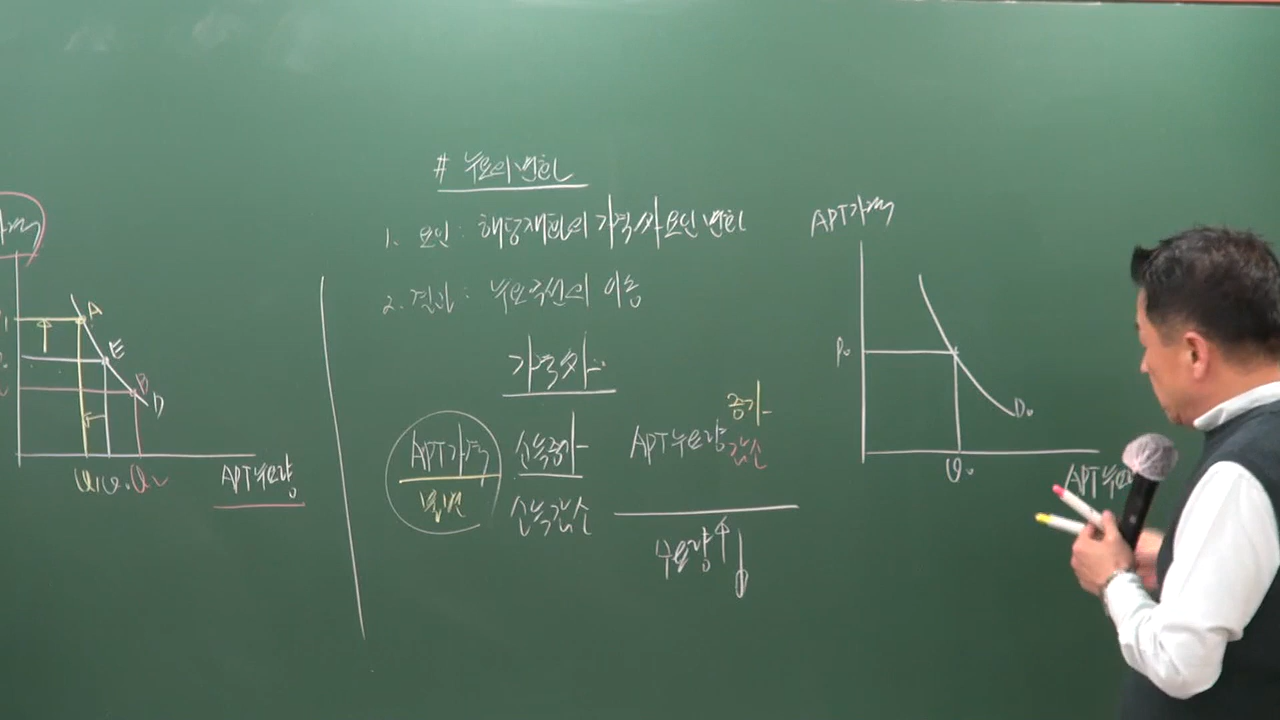 # 수요의 변화
1. 요인: 해당재화의 가격 外 요인 변화
2. 결과: 수요곡선의 이동
APT가격
불변
소득증가
소득감소
APT수요량
증가
감소
수요량
A
E
B
D
APT수요량
APT가격
P₀
D₀
Q₀
APT수요